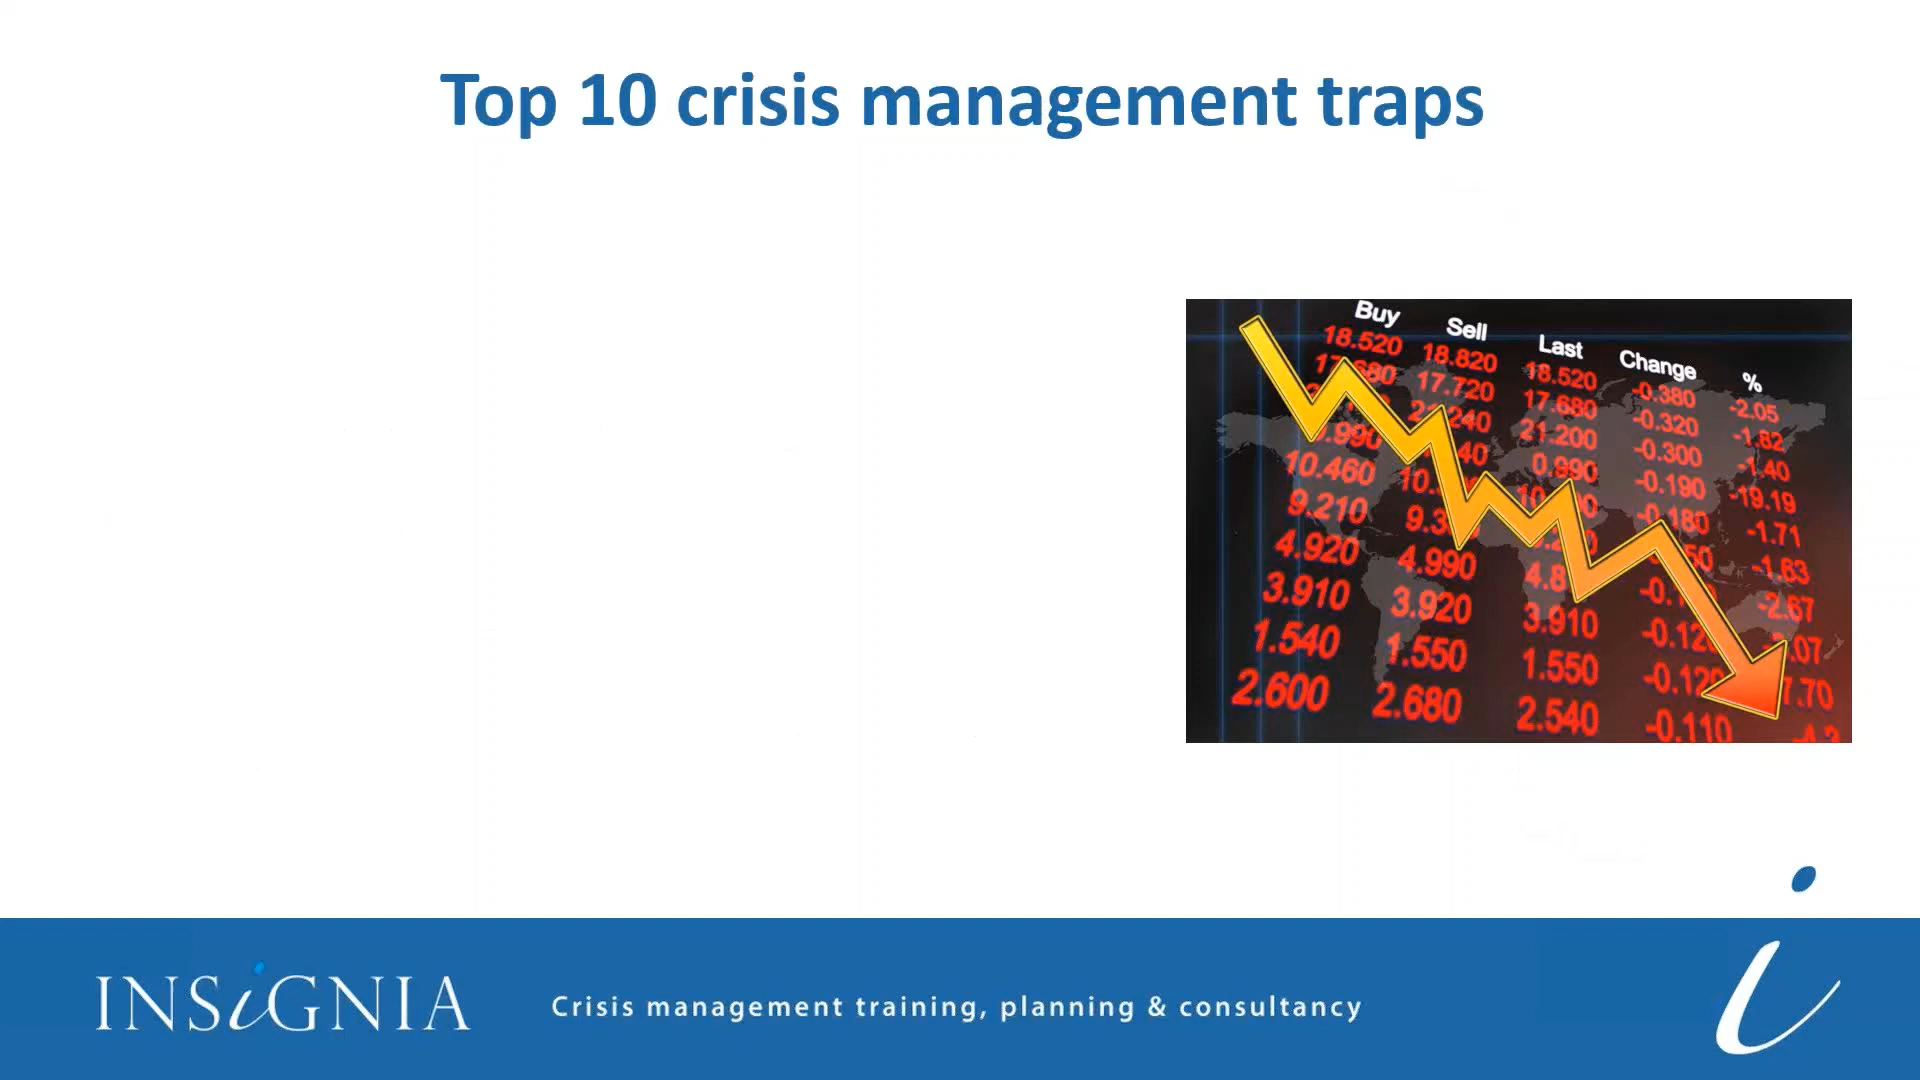 Top 10 crisis management traps
Buy Sell Last Change %
18.520 18.820 18.520 -0.380 -2.05
17.720 17.680 -0.320 -1.82
21.200 -0.300 -1.40
0.990 -0.190 -19.19
10.460 -0.180 -1.71
9.210 -1.63
4.920 4.990 -2.67
3.910 3.920 3.910
1.540 1.550 1.550
2.600 2.680 2.540 -0.110
INSiGNIA
Crisis management training, planning & consultancy
i